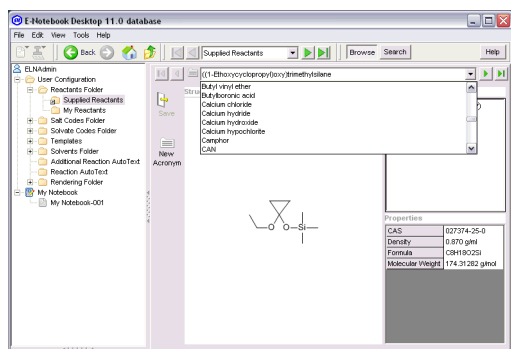 E-Notebook Desktop 11.0 database
File Edit View Tools Help
Back Supplied Reactants Browse Search Help
ELNAdmin
User Configuration
Reactants Folder
Supplied Reactants
My Reactants
Salt Codes Folder
Solvate Codes Folder
Templates
Solvents Folder
Additional Reaction AutoText
Reaction AutoText
Rendering Folder
My Notebook
My Notebook-001
Save
New
Acronym
((1-Ethoxycyclopropyl)oxy)trimethylsilane
Butyl vinyl ether
Butylboronic acid
Calcium chloride
Calcium hydride
Calcium hydroxide
Calcium hypochlorite
Camphor
CAN
Stru
O O Si
Properties
CAS 027374-25-0
Density 0.870 g/ml
Formula C8H18O2Si
Molecular Weight 174.31282 g/mol